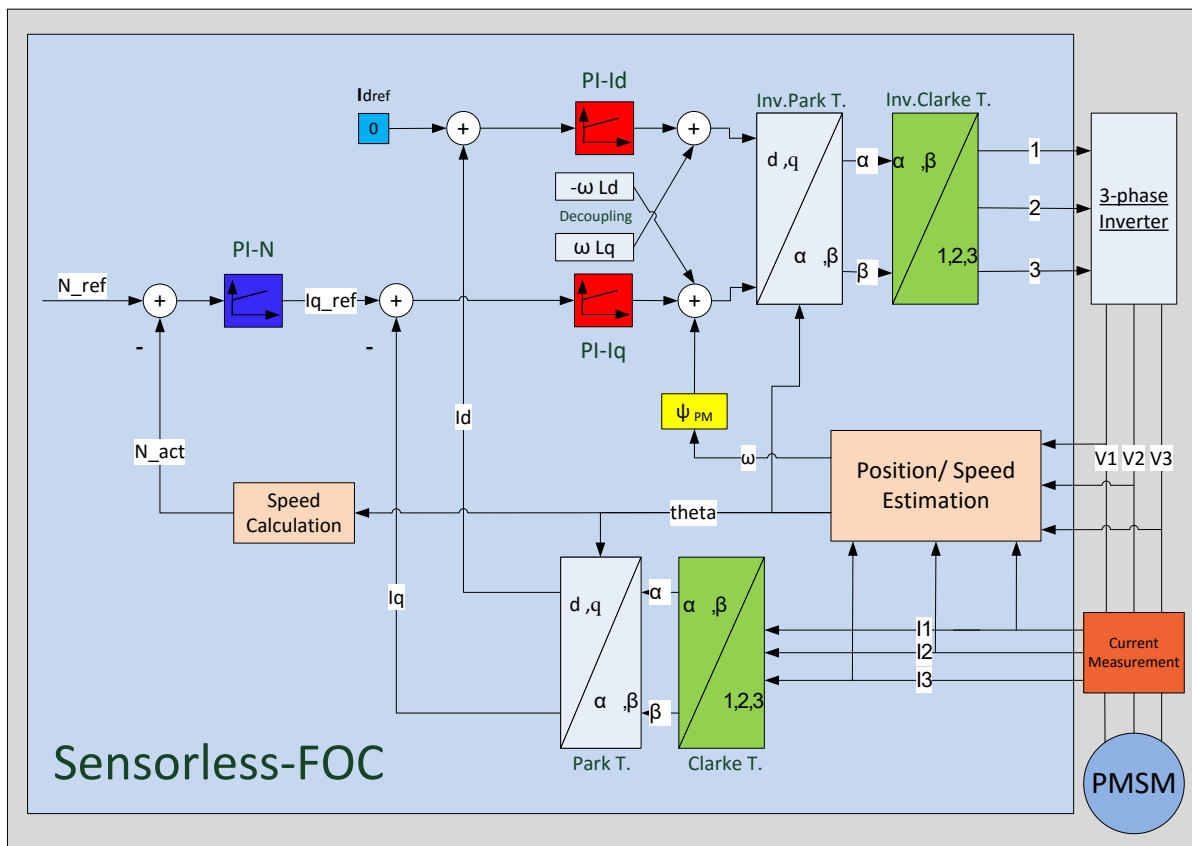 PI-Id
Inv.Park T.
Inv.Clarke T.
Idref
0
+
+
d ,q
α
α ,β
1
3-phase
Inverter
-ω Ld
Decoupling
ω Lq
2
α ,β
β
1,2,3
3
PI-N
N_ref
+
Iq_ref
+
+
-
-
PI-Iq
Id
ψ PM
N_act
ω
Position/ Speed
Estimation
V1
V2
V3
Speed
Calculation
theta
Iq
d ,q
α
α ,β
I1
I2
I3
Current
Measurement
α ,β
β
1,2,3
Sensorless-FOC
Park T.
Clarke T.
PMSM